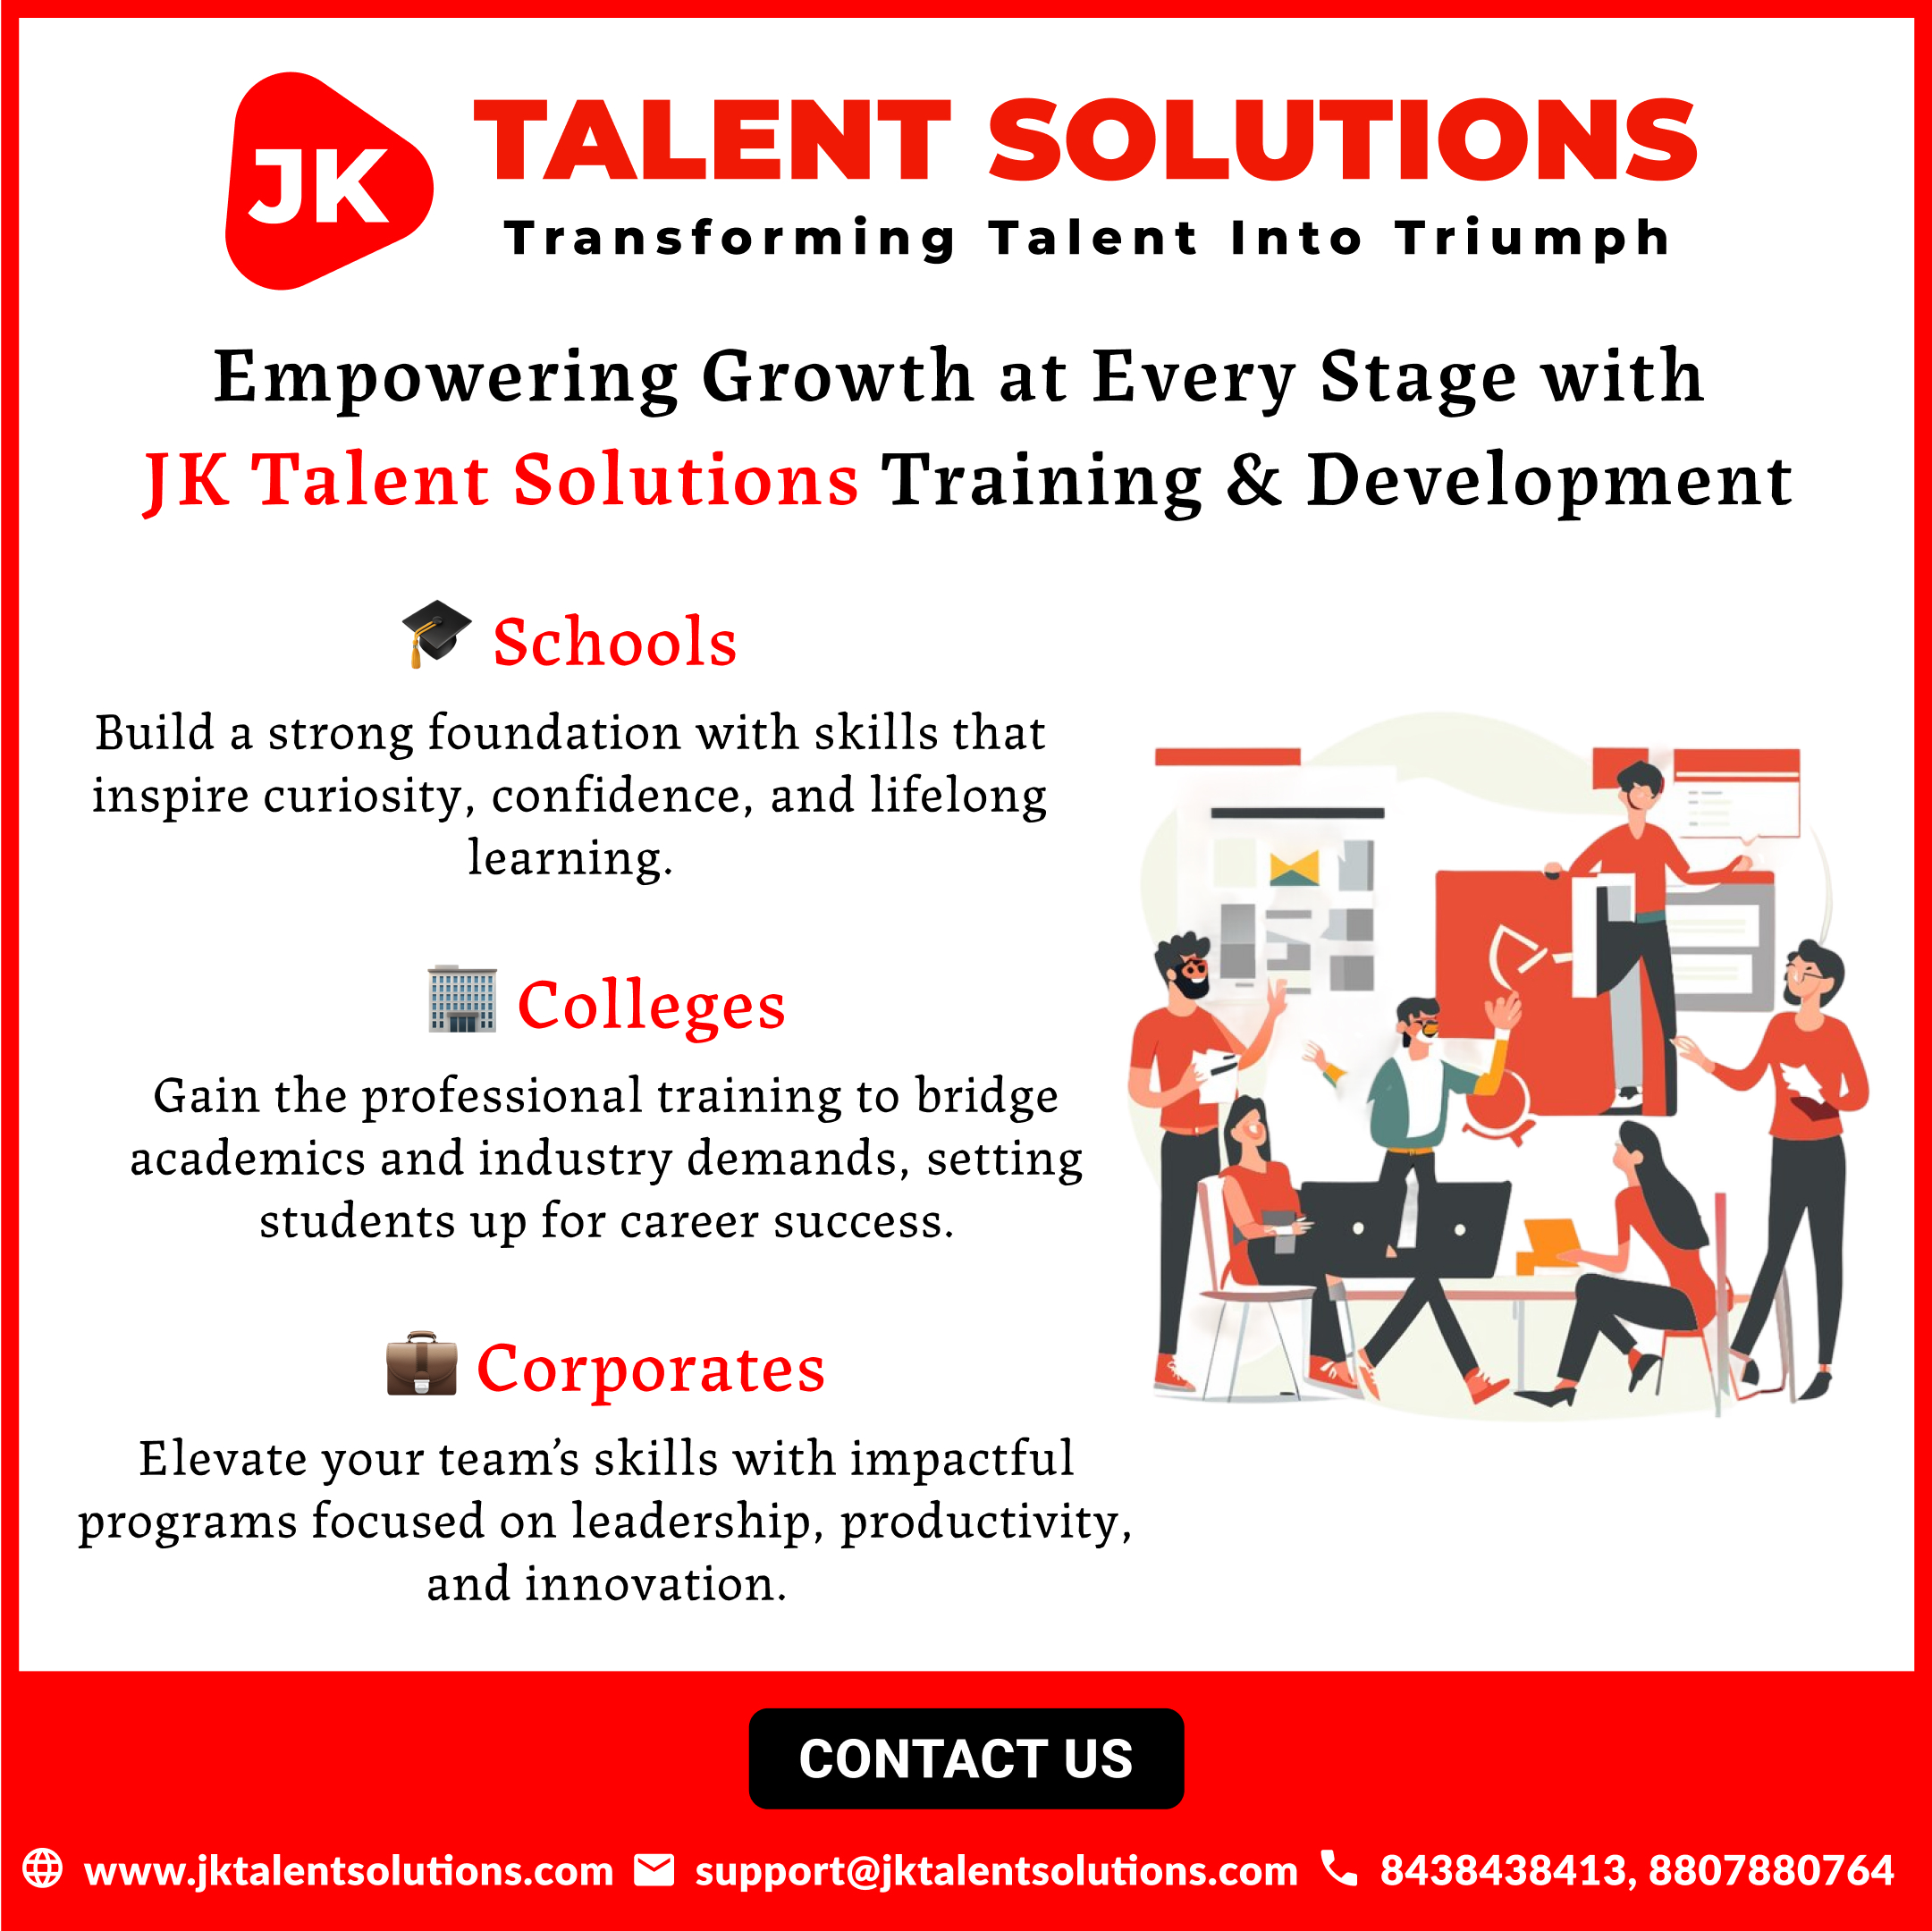 JK
TALENT SOLUTIONS
Transforming Talent Into Triumph
Empowering Growth at Every Stage with
JK Talent Solutions Training & Development
Schools
Build a strong foundation with skills that
inspire curiosity, confidence, and lifelong
learning.
Colleges
Gain the professional training to bridge
academics and industry demands, setting
students up for career success.
Corporates
Elevate your team’s skills with impactful
programs focused on leadership, productivity,
and innovation.
CONTACT US
www.jktalentsolutions.com support@jktalentsolutions.com 8438438413, 8807880764